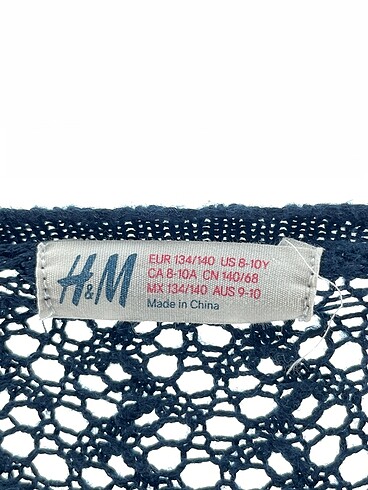 H&M
EUR 134/140 US 8-10Y
CA 8-10A CN 140/68
MX 134/140 AUS 9-10
Made in China